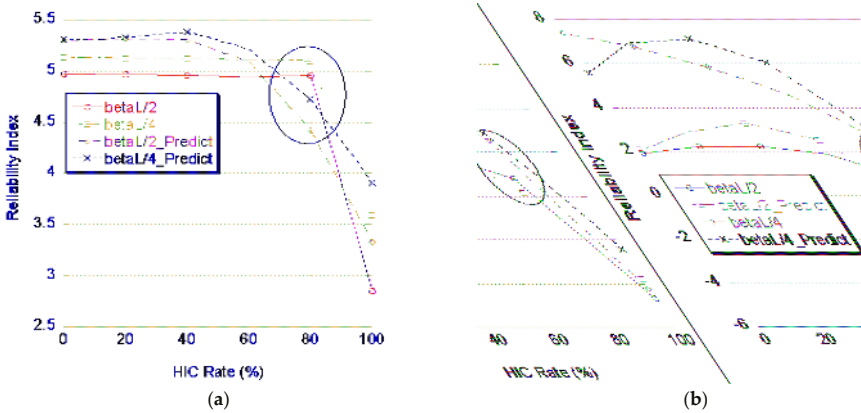 5.5
5
4.5
4
3.5
3
2.5
Reliability Index
betaL/2
betaL/4
betaL/2_Predict
betaL/4_Predict
0 20 40 60 80 100
HIC Rate (%)
(a)
8
6
4
2
0
-2
-4
-6
Reliability index
betaL/2
betaL/2_Predict
betaL/4
betaL/4_Predict
40 60 80 100 0 20
HIC Rate (%)
(b)